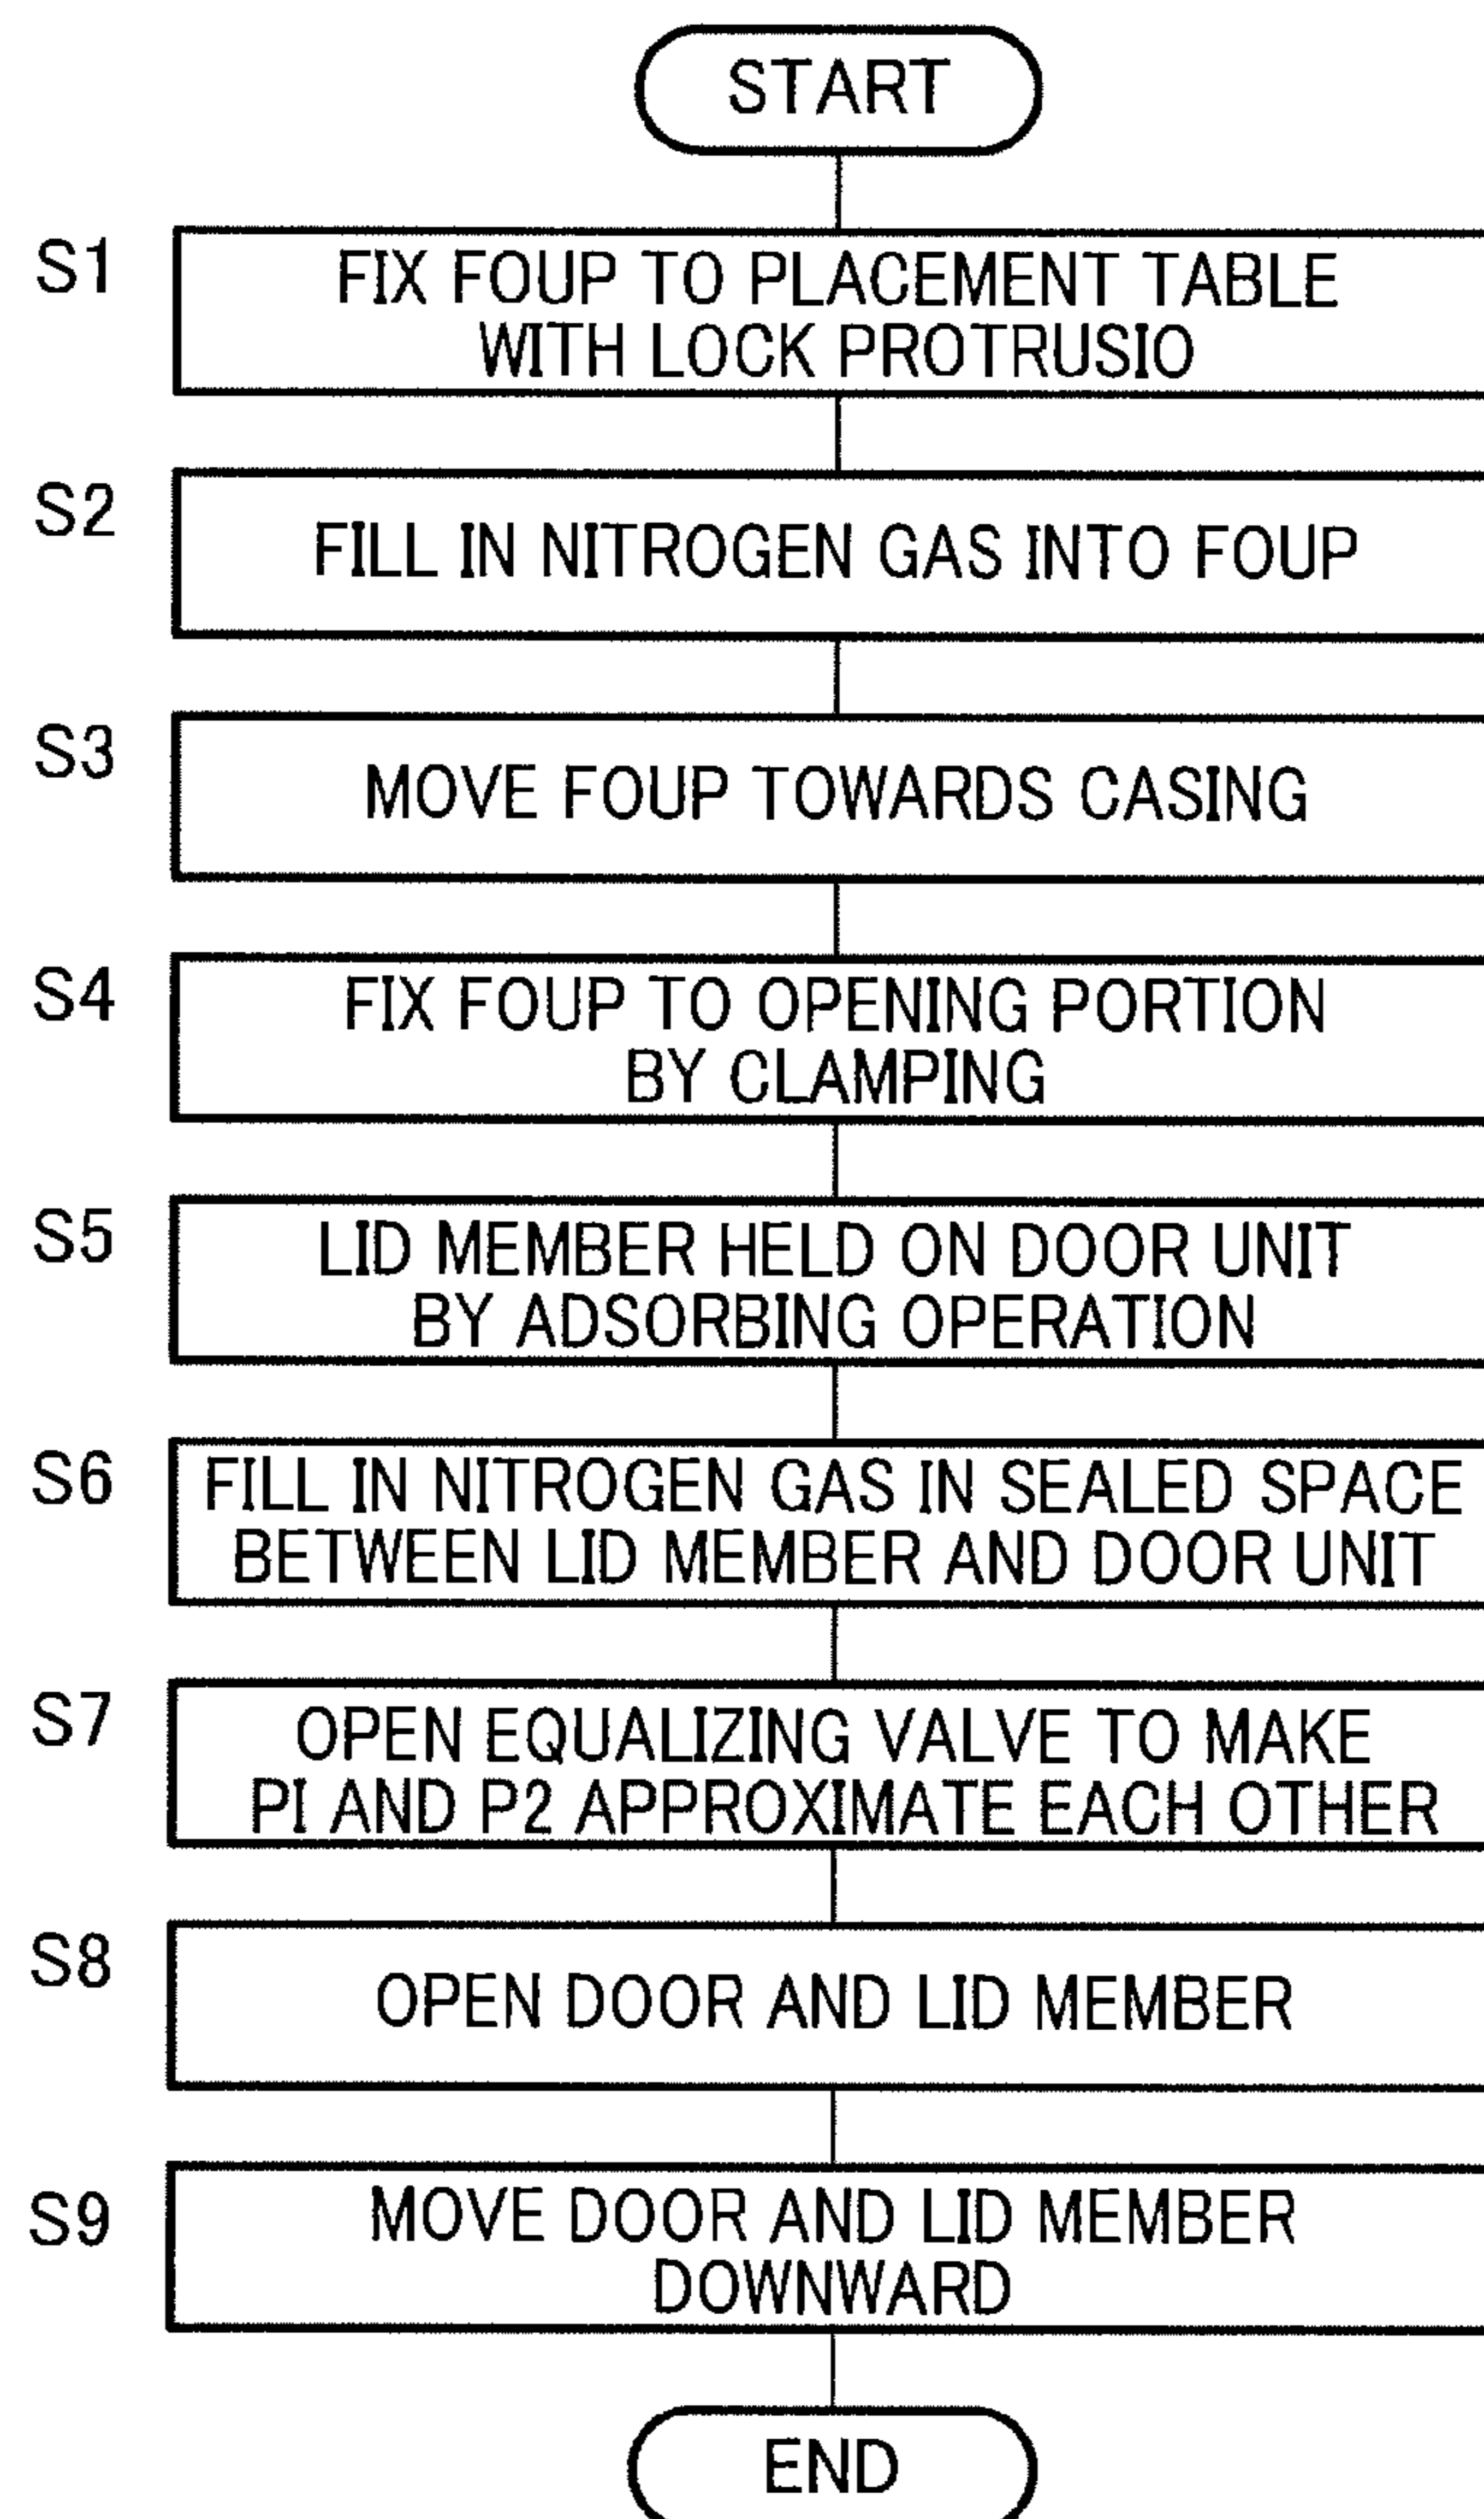 START
S1
FIX FOUP TO PLACEMENT TABLE
WITH LOCK PROTRUSIO
S2
FILL IN NITROGEN GAS INTO FOUP
S3
MOVE FOUP TOWARDS CASING
S4
FIX FOUP TO OPENING PORTION
BY CLAMPING
S5
LID MEMBER HELD ON DOOR UNIT
BY ADSORBING OPERATION
S6
FILL IN NITROGEN GAS IN SEALED SPACE
BETWEEN LID MEMBER AND DOOR UNIT
S7
OPEN EQUALIZING VALVE TO MAKE
PI AND P2 APPROXIMATE EACH OTHER
S8
OPEN DOOR AND LID MEMBER
S9
MOVE DOOR AND LID MEMBER
DOWNWARD
END